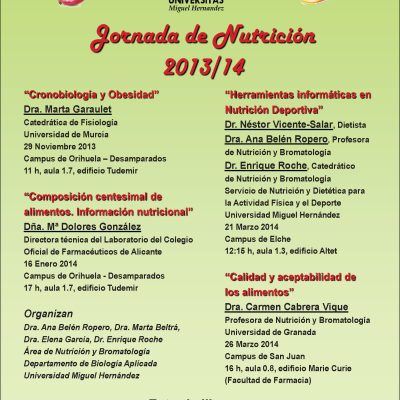 UNIVERSITAS
Miguel Hernández
Jornada de Nutrición
2013/14
“Cronobiología y Obesidad”
Dra. Marta Garaulet
Catedrática de Fisiología
Universidad de Murcia
29 Noviembre 2013
Campus de Orihuela – Desamparados
11 h, aula 1.7, edificio Tudemir
“Composición centesimal de
alimentos. Información nutricional”
Dña. Mª Dolores González
Directora técnica del Laboratorio del Colegio
Oficial de Farmacéuticos de Alicante
16 Enero 2014
Campus de Orihuela - Desamparados
17 h, aula 1.7, edificio Tudemir
Organizan
Dra. Ana Belén Ropero, Dra. Marta Beltrá,
Dra. Elena García, Dr. Enrique Roche
Área de Nutrición y Bromatología
Departamento de Biología Aplicada
Universidad Miguel Hernández
“Herramientas informáticas en
Nutrición Deportiva”
Dr. Néstor Vicente-Salar, Dietista
Dra. Ana Belén Ropero, Profesora
de Nutrición y Bromatología
Dr. Enrique Roche, Catedrático
de Nutrición y Bromatología
Servicio de Nutrición y Dietética para
la Actividad Física y el Deporte
Universidad Miguel Hernández
21 Marzo 2014
Campus de Elche
12:15 h, aula 1.3, edificio Altet
“Calidad y aceptabilidad de
los alimentos”
Dra. Carmen Cabrera Vique
Profesora de Nutrición y Bromatología
Universidad de Granada
26 Marzo 2014
Campus de San Juan
16 h, aula 0.8, edificio Marie Curie
(Facultad de Farmacia)